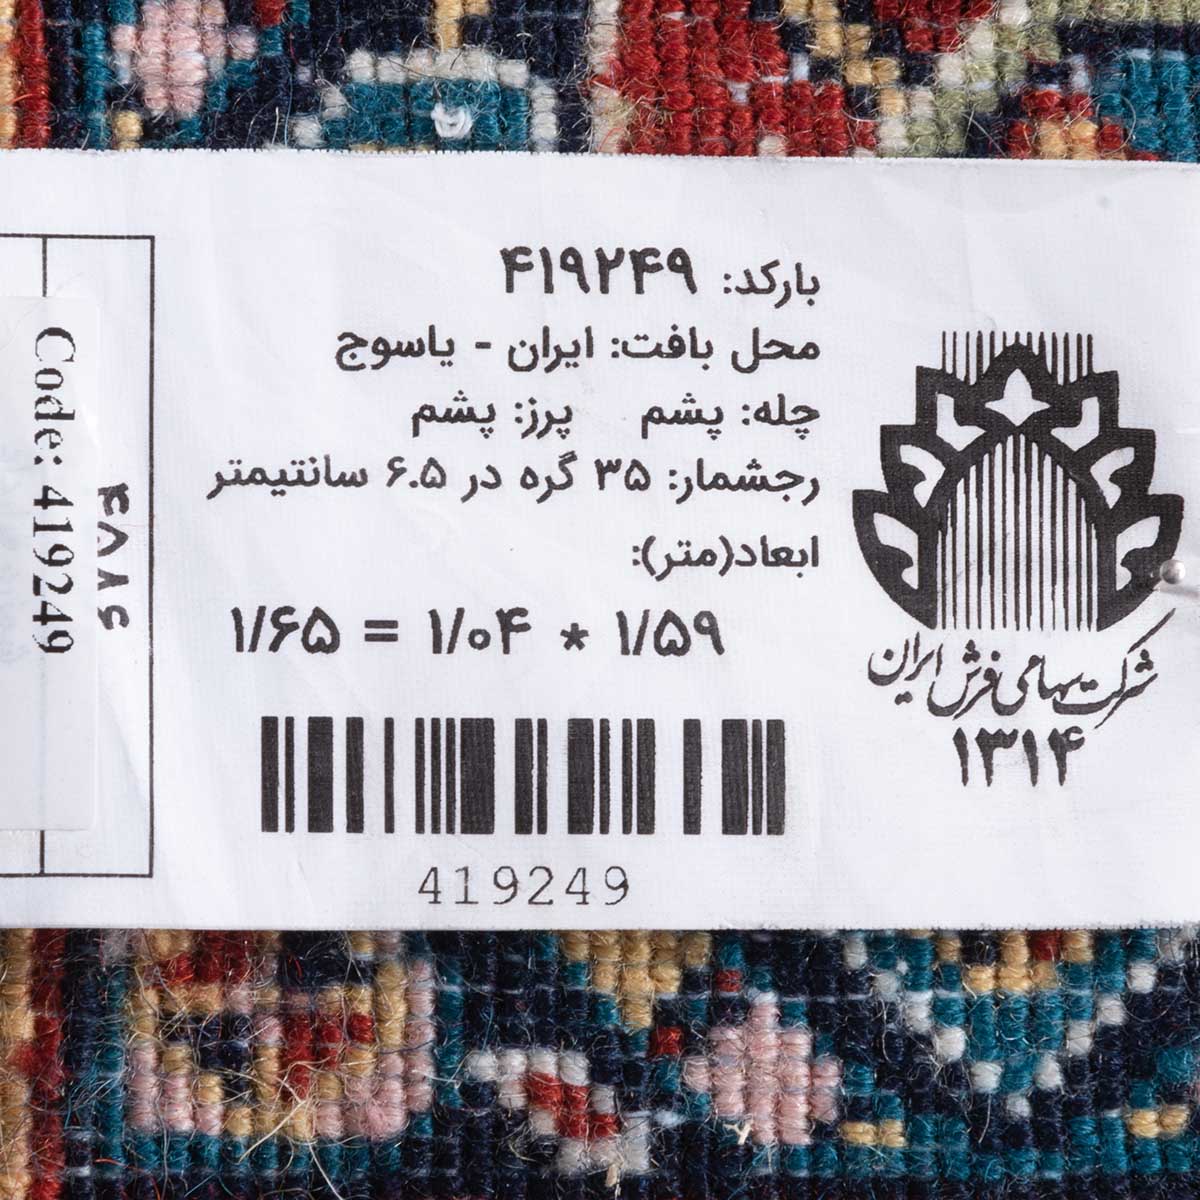 بارکد: ۴۱۹۲۴۹
محل بافت: ایران - یاسوج
چله: پشم پرز: پشم
رجشمار: ۳۵ گره در ۶.۵ سانتیمتر
ابعاد(متر):
۱/۵۹ * ۱/۰۴ = ۱/۶۵
419249
شرکت سهامی فرش ایران
۱۳۱۴
Code: 419249